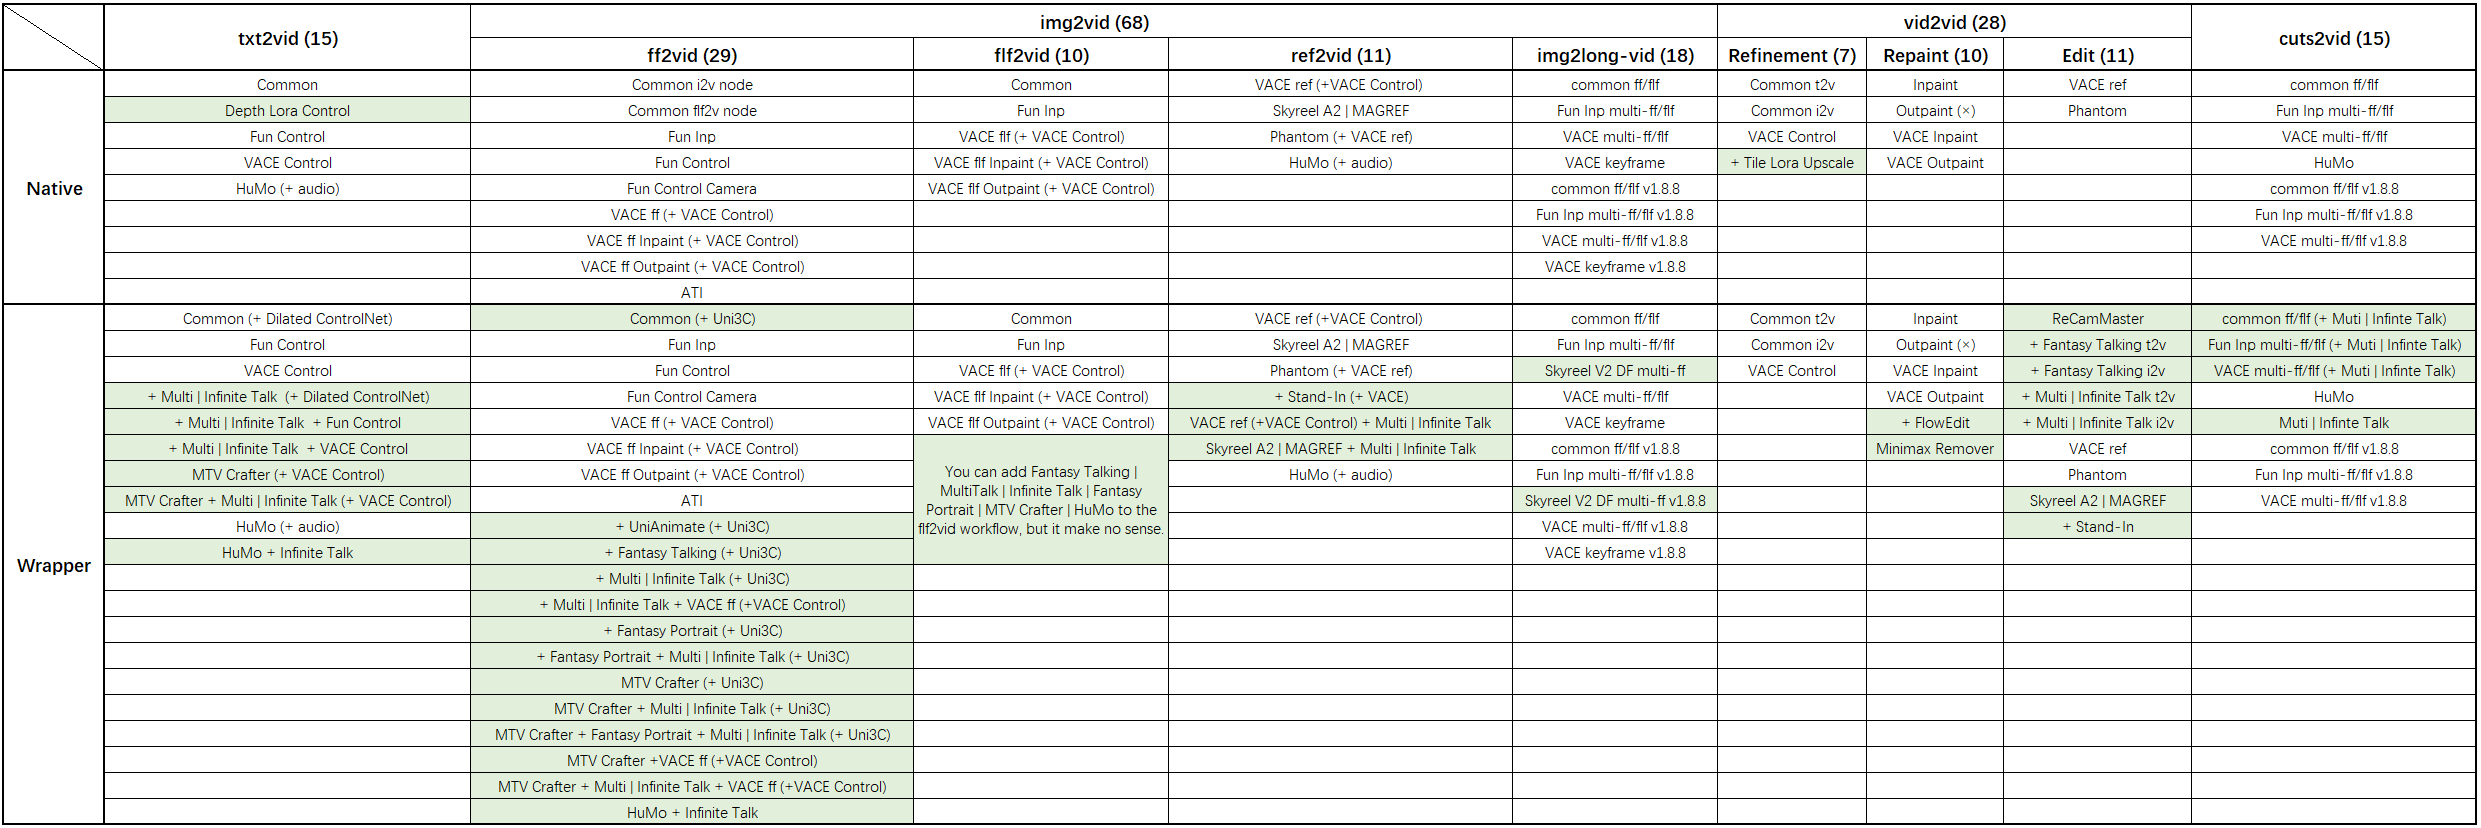 txt2vid (15)
img2vid (68)
vid2vid (28)
cuts2vid (15)
ff2vid (29)
flf2vid (10)
ref2vid (11)
img2long-vid (18)
Refinement (7)
Repaint (10)
Edit (11)
Native
Common
Common i2v node
Common
VACE ref (+VACE Control)
common ff/flf
Common t2v
Inpaint
VACE ref
common ff/flf
Depth Lora Control
Common flf2v node
Fun Inp
Skyreel A2 | MAGREF
Fun Inp multi-ff/flf
Common i2v
Outpaint (×)
Phantom
Fun Inp multi-ff/flf
Fun Control
Fun Inp
VACE flf (+ VACE Control)
Phantom (+ VACE ref)
VACE multi-ff/flf
VACE Control
VACE Inpaint
VACE multi-ff/flf
VACE Control
Fun Control
VACE flf Inpaint (+ VACE Control)
HuMo (+ audio)
VACE keyframe
+ Tile Lora Upscale
VACE Outpaint
HuMo
HuMo (+ audio)
Fun Control Camera
VACE flf Outpaint (+ VACE Control)
common ff/flf v1.8.8
common ff/flf v1.8.8
VACE ff (+ VACE Control)
Fun Inp multi-ff/flf v1.8.8
Fun Inp multi-ff/flf v1.8.8
VACE ff Inpaint (+ VACE Control)
VACE multi-ff/flf v1.8.8
VACE multi-ff/flf v1.8.8
VACE ff Outpaint (+ VACE Control)
VACE keyframe v1.8.8
ATI
Wrapper
Common (+ Dilated ControlNet)
Common (+ Uni3C)
Common
VACE ref (+VACE Control)
common ff/flf
Common t2v
Inpaint
ReCamMaster
common ff/flf (+ Muti | Infinte Talk)
Fun Control
Fun Inp
Fun Inp
Skyreel A2 | MAGREF
Fun Inp multi-ff/flf
Common i2v
Outpaint (×)
+ Fantasy Talking t2v
Fun Inp multi-ff/flf (+ Muti | Infinte Talk)
VACE Control
Fun Control
VACE flf (+ VACE Control)
Phantom (+ VACE ref)
Skyreel V2 DF multi-ff
VACE Control
VACE Inpaint
+ Fantasy Talking i2v
VACE multi-ff/flf (+ Muti | Infinte Talk)
+ Multi | Infinite Talk  (+ Dilated ControlNet)
Fun Control Camera
VACE flf Inpaint (+ VACE Control)
+ Stand-In (+ VACE)
VACE multi-ff/flf
VACE Outpaint
+ Multi | Infinite Talk t2v
HuMo
+ Multi | Infinite Talk  + Fun Control
VACE ff (+ VACE Control)
VACE flf Outpaint (+ VACE Control)
VACE ref (+VACE Control) + Multi | Infinite Talk
VACE keyframe
+ FlowEdit
+ Multi | Infinite Talk i2v
Muti | Infinte Talk
+ Multi | Infinite Talk  + VACE Control
VACE ff Inpaint (+ VACE Control)
You can add Fantasy Talking |
MultiTalk | Infinite Talk | Fantasy
Portrait | MTV Crafter | HuMo to the
flf2vid workflow, but it make no sense.
Skyreel A2 | MAGREF + Multi | Infinite Talk
common ff/flf v1.8.8
Minimax Remover
VACE ref
common ff/flf v1.8.8
MTV Crafter (+ VACE Control)
VACE ff Outpaint (+ VACE Control)
HuMo (+ audio)
Fun Inp multi-ff/flf v1.8.8
Phantom
Fun Inp multi-ff/flf v1.8.8
MTV Crafter + Multi | Infinite Talk (+ VACE Control)
ATI
Skyreel V2 DF multi-ff v1.8.8
Skyreel A2 | MAGREF
VACE multi-ff/flf v1.8.8
HuMo (+ audio)
+ UniAnimate (+ Uni3C)
VACE multi-ff/flf v1.8.8
+ Stand-In
HuMo + Infinite Talk
+ Fantasy Talking (+ Uni3C)
VACE keyframe v1.8.8
+ Multi | Infinite Talk (+ Uni3C)
+ Multi | Infinite Talk + VACE ff (+VACE Control)
+ Fantasy Portrait (+ Uni3C)
+ Fantasy Portrait + Multi | Infinite Talk (+ Uni3C)
MTV Crafter (+ Uni3C)
MTV Crafter + Multi | Infinite Talk (+ Uni3C)
MTV Crafter + Fantasy Portrait + Multi | Infinite Talk (+ Uni3C)
MTV Crafter +VACE ff (+VACE Control)
MTV Crafter + Multi | Infinite Talk + VACE ff (+VACE Control)
HuMo + Infinite Talk